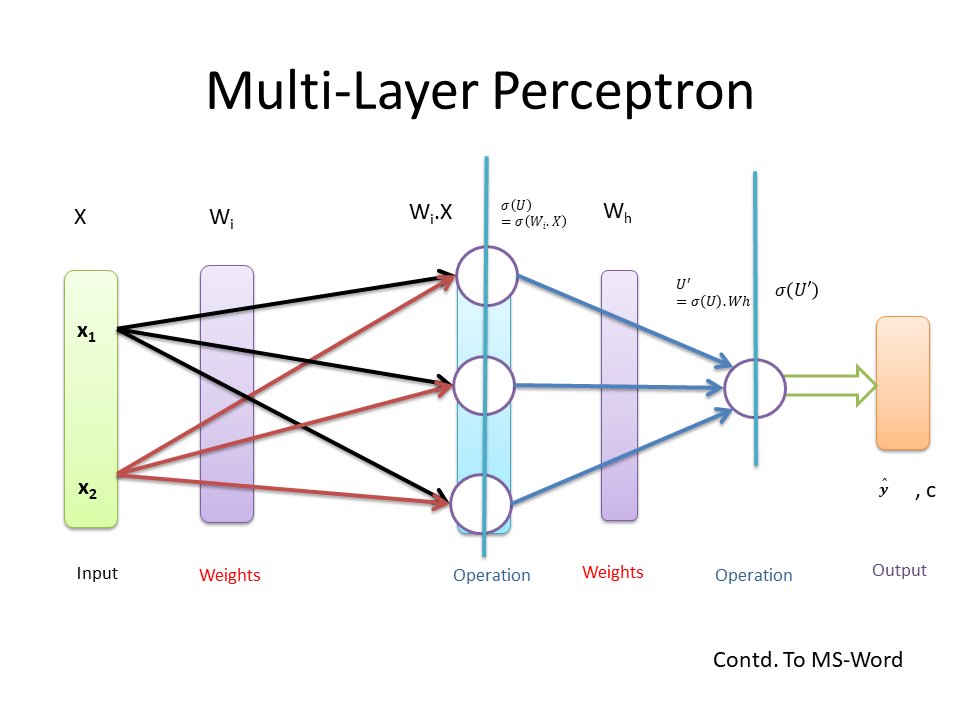 Multi-Layer Perceptron
X
Wᵢ
Wᵢ.X
𝜎(𝑈)
= 𝜎(𝑊ᵢ. 𝑋)
Wₕ
𝑈′
= 𝜎(𝑈).𝑊ℎ
𝜎(𝑈′)
x₁
x₂
ŷ , c
Input
Weights
Operation
Weights
Operation
Output
Contd. To MS-Word